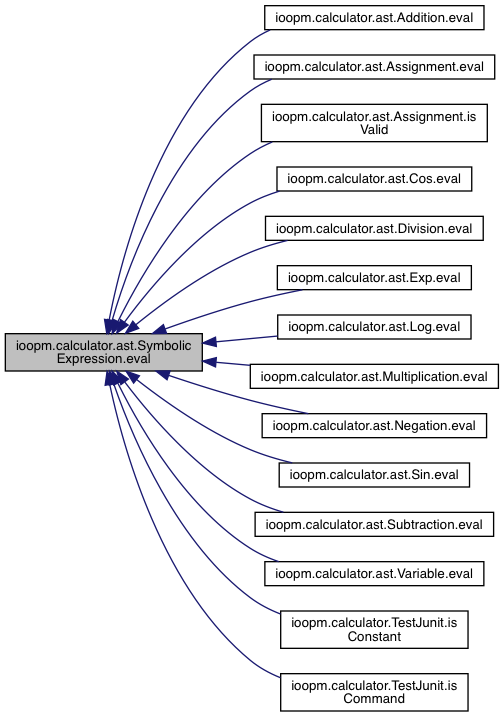 ioopm.calculator.ast.Addition.eval
ioopm.calculator.ast.Assignment.eval
ioopm.calculator.ast.Assignment.is
Valid
ioopm.calculator.ast.Cos.eval
ioopm.calculator.ast.Division.eval
ioopm.calculator.ast.Exp.eval
ioopm.calculator.ast.Log.eval
ioopm.calculator.ast.Symbolic
Expression.eval
ioopm.calculator.ast.Multiplication.eval
ioopm.calculator.ast.Negation.eval
ioopm.calculator.ast.Sin.eval
ioopm.calculator.ast.Subtraction.eval
ioopm.calculator.ast.Variable.eval
ioopm.calculator.TestJunit.is
Constant
ioopm.calculator.TestJunit.is
Command